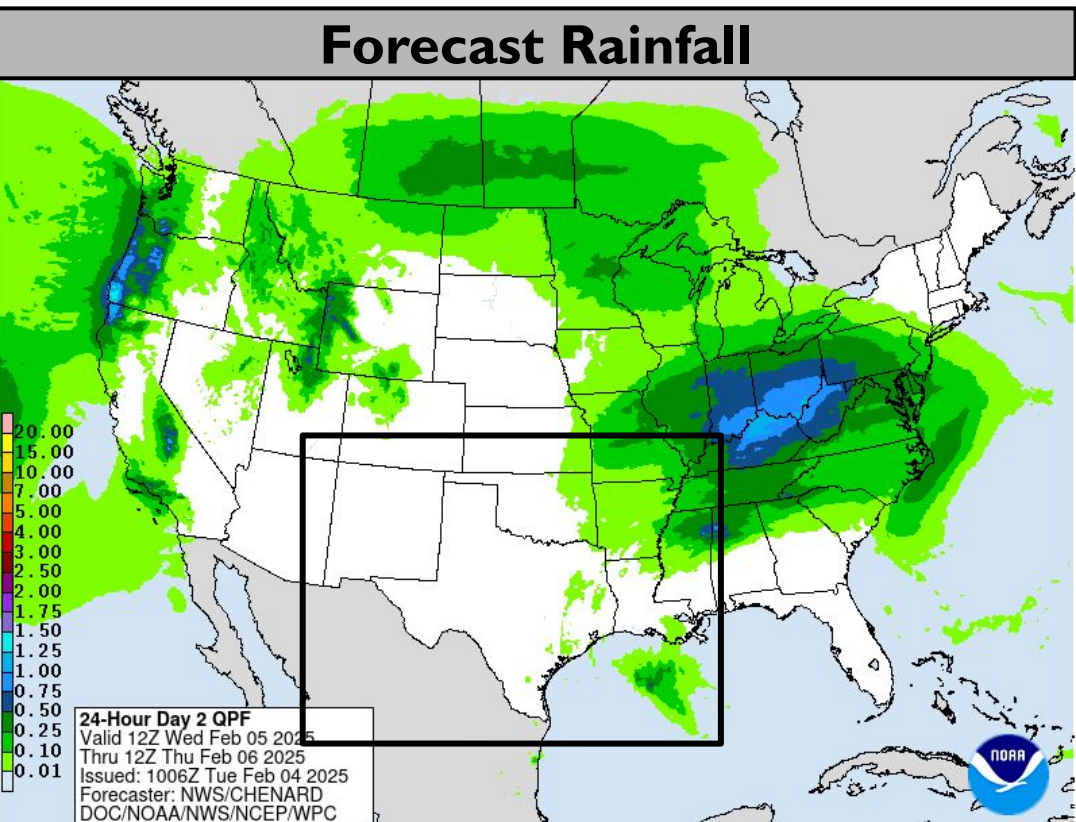 Forecast Rainfall
20.00
15.00
10.00
7.00
5.00
4.00
3.00
2.50
2.00
1.75
1.50
1.25
1.00
0.75
0.50
0.25
0.10
0.01
24-Hour Day 2 QPF
Valid 12Z Wed Feb 05 2025
Thru 12Z Thu Feb 06 2025
Issued: 1006Z Tue Feb 04 2025
Forecaster: NWS/CHENARD
DOC/NOAA/NWS/NCEP/WPC
NOAA